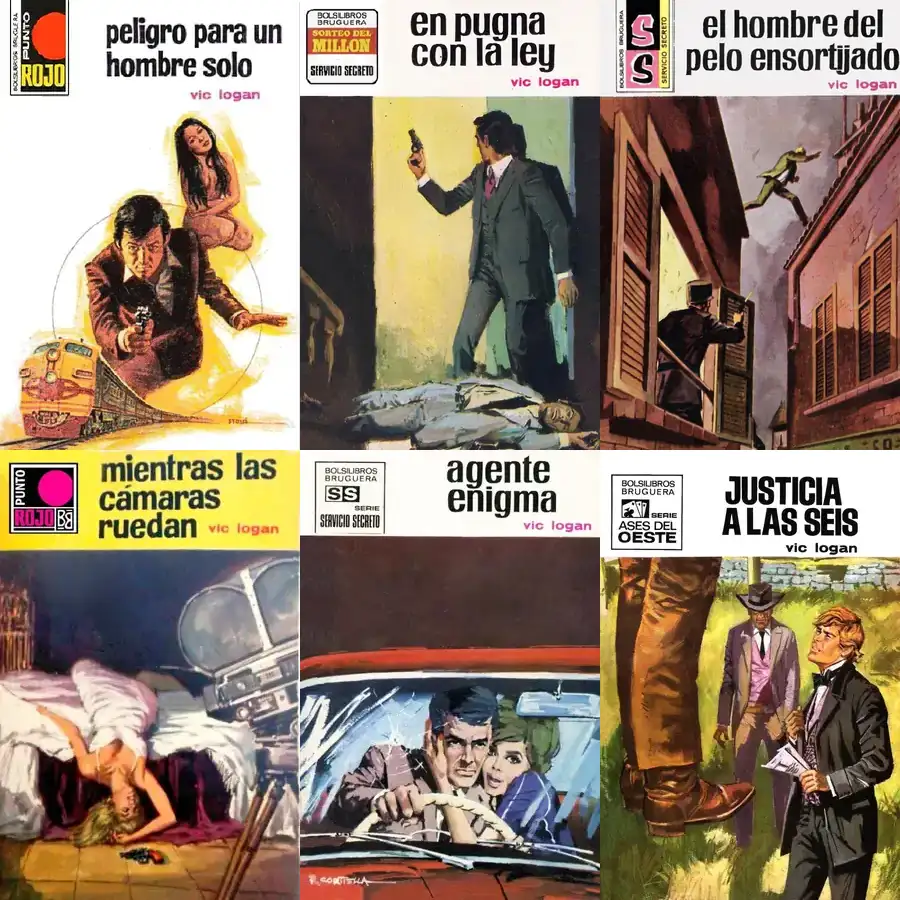 BOLSILIBROS BRUGUERA
PUNTO
ROJO
peligro para un
hombre solo
vic logan
BOLSILIBROS
BRUGUERA
SORTEO DEL
MILLON
SERVICIO SECRETO
en pugna
con la ley
vic logan
BOLSILIBROS BRUGUERA
SS
SERVICIO SECRETO
el hombre del
pelo ensortijado
vic logan
PUNTO
ROJO BB
mientras las
cámaras
ruedan
vic logan
BOLSILIBROS
BRUGUERA
SS
SERIE
SERVICIO SECRETO
agente
enigma
vic logan
BOLSILIBROS
BRUGUERA
SERIE
ASES DEL
OESTE
JUSTICIA
A LAS SEIS
vic logan